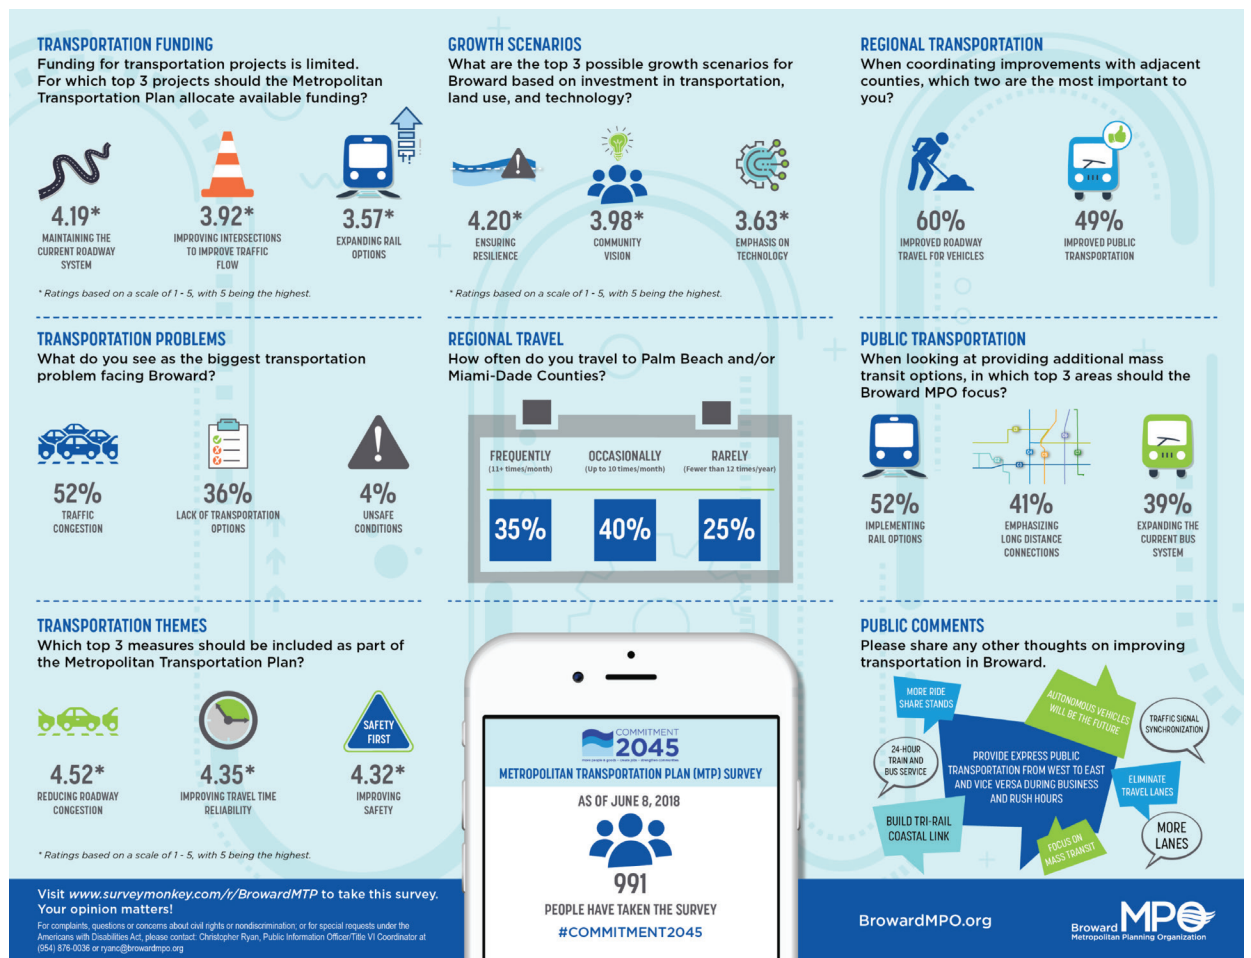 TRANSPORTATION FUNDING
Funding for transportation projects is limited.
For which top 3 projects should the Metropolitan
Transportation Plan allocate available funding?
4.19*
MAINTAINING THE
CURRENT ROADWAY
SYSTEM
3.92*
IMPROVING INTERSECTIONS
TO IMPROVE TRAFFIC
FLOW
3.57*
EXPANDING RAIL
OPTIONS
* Ratings based on a scale of 1 - 5, with 5 being the highest.
GROWTH SCENARIOS
What are the top 3 possible growth scenarios for
Broward based on investment in transportation,
land use, and technology?
4.20*
ENSURING
RESILIENCE
3.98*
COMMUNITY
VISION
3.63*
EMPHASIS ON
TECHNOLOGY
* Ratings based on a scale of 1 - 5, with 5 being the highest.
REGIONAL TRANSPORTATION
When coordinating improvements with adjacent
counties, which two are the most important to
you?
60%
IMPROVED ROADWAY
TRAVEL FOR VEHICLES
49%
IMPROVED PUBLIC
TRANSPORTATION
TRANSPORTATION PROBLEMS
What do you see as the biggest transportation
problem facing Broward?
52%
TRAFFIC
CONGESTION
36%
LACK OF TRANSPORTATION
OPTIONS
4%
UNSAFE
CONDITIONS
REGIONAL TRAVEL
How often do you travel to Palm Beach and/or
Miami-Dade Counties?
FREQUENTLY
(11+ times/month)
35%
OCCASIONALLY
(Up to 10 times/month)
40%
RARELY
(Fewer than 12 times/year)
25%
PUBLIC TRANSPORTATION
When looking at providing additional mass
transit options, in which top 3 areas should the
Broward MPO focus?
52%
IMPLEMENTING
RAIL OPTIONS
41%
EMPHASIZING
LONG DISTANCE
CONNECTIONS
39%
EXPANDING THE
CURRENT BUS
SYSTEM
TRANSPORTATION THEMES
Which top 3 measures should be included as part of
the Metropolitan Transportation Plan?
4.52*
REDUCING ROADWAY
CONGESTION
4.35*
IMPROVING TRAVEL TIME
RELIABILITY
SAFETY
FIRST
4.32*
IMPROVING
SAFETY
* Ratings based on a scale of 1 - 5, with 5 being the highest.
COMMITMENT
2045
METROPOLITAN TRANSPORTATION PLAN (MTP) SURVEY
AS OF JUNE 8, 2018
991
PEOPLE HAVE TAKEN THE SURVEY
#COMMITMENT2045
PUBLIC COMMENTS
Please share any other thoughts on improving
transportation in Broward.
MORE RIDE
SHARE STANDS
AUTONOMOUS VEHICLES
WILL BE THE FUTURE
TRAFFIC SIGNAL
SYNCHRONIZATION
24-HOUR
TRAIN AND
BUS SERVICE
PROVIDE EXPRESS PUBLIC
TRANSPORTATION FROM WEST TO EAST
AND VICE VERSA DURING BUSINESS
AND RUSH HOURS
ELIMINATE
TRAVEL LANES
BUILD TRI-RAIL
COASTAL LINK
FOCUS ON
MASS TRANSIT
MORE
LANES
Visit www.surveymonkey.com/r/BrowardMTP to take this survey.
Your opinion matters!
For complaints, questions or concerns about civil rights or nondiscrimination; or for special requests under the
Americans with Disabilities Act, please contact: Christopher Ryan, Public Information Officer/Title VI Coordinator at
(954) 876-0036 or ryanc@browardmpo.org
BrowardMPO.org
Broward MPO
Metropolitan Planning Organization